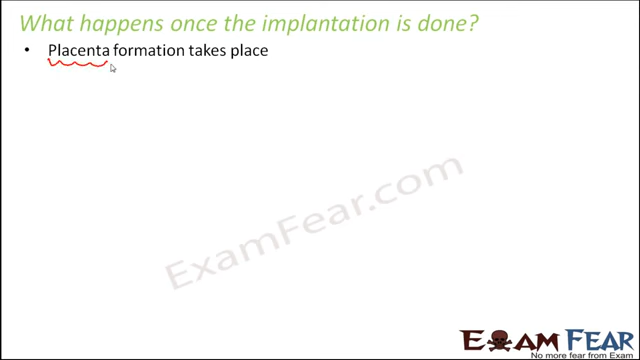 What happens once the implantation is done?
• Placenta formation takes place
ExamFear.com
EXAM FEAR
No more fear from Exam